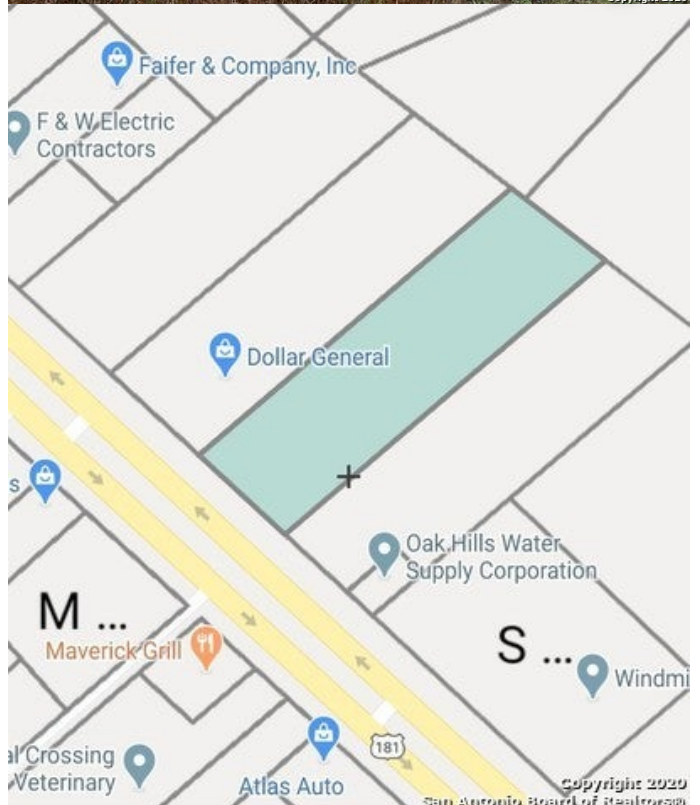 Faifer & Company, Inc
F & W Electric
Contractors
Dollar General
s
Oak Hills Water
Supply Corporation
M ...
Maverick Grill
S ...
Windmi
181
al Crossing
Veterinary
Atlas Auto
Copyright 2020
San Antonio Board of Realtors®